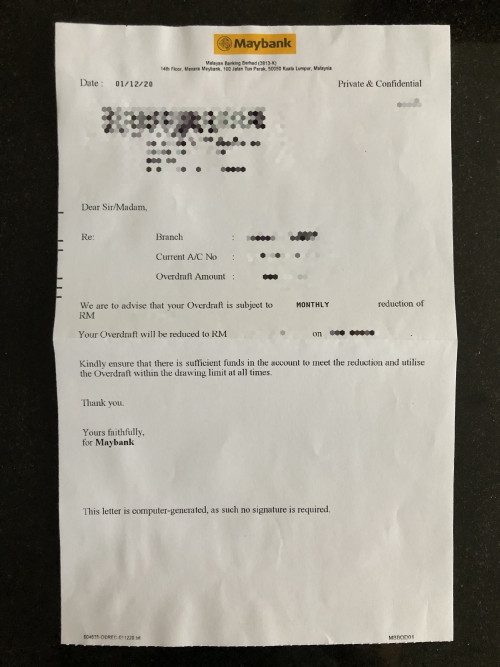 Maybank
Malayan Banking Berhad (3813-K)
14th Floor, Menara Maybank, 100 Jalan Tun Perak, 50050 Kuala Lumpur, Malaysia
Date : 01/12/20 Private & Confidential
Dear Sir/Madam,
Re: Branch :
Current A/C No :
Overdraft Amount :
We are to advise that your Overdraft is subject to MONTHLY reduction of
RM
Your Overdraft will be reduced to RM on .
Kindly ensure that there is sufficient funds in the account to meet the reduction and utilise
the Overdraft within the drawing limit at all times.
Thank you.
Yours faithfully,
for Maybank
This letter is computer-generated, as such no signature is required.